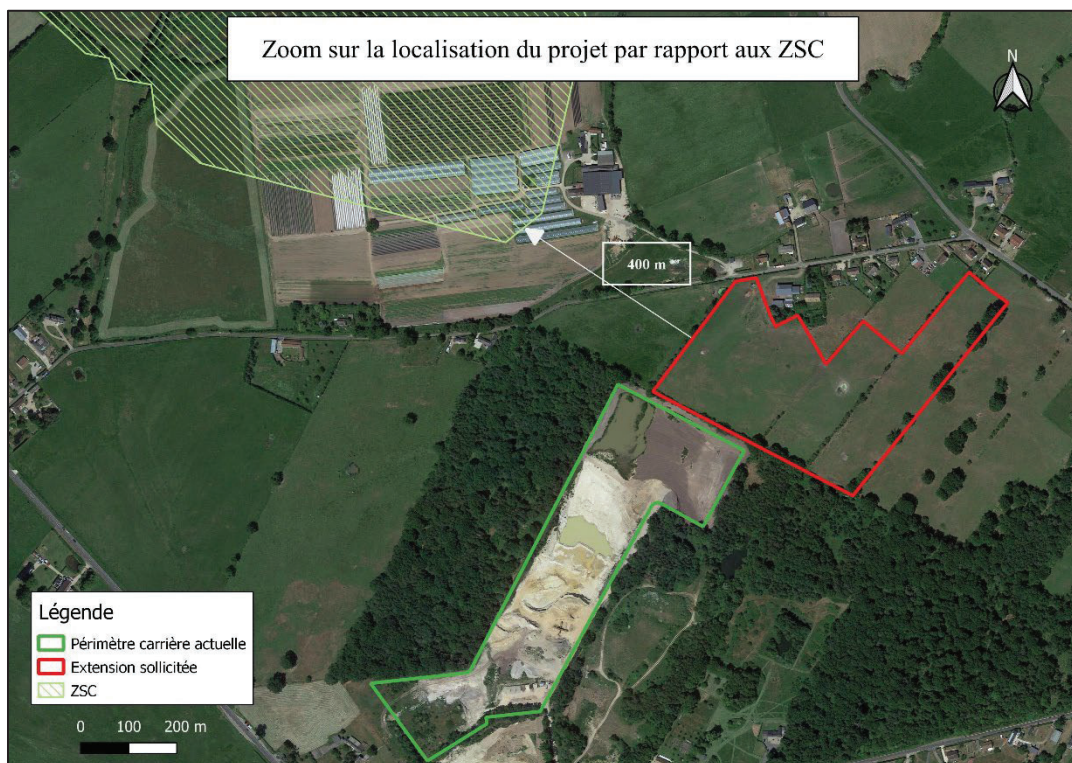 Zoom sur la localisation du projet par rapport aux ZSC
N
400 m
Légende
Périmètre carrière actuelle
Extension sollicitée
ZSC
0 100 200 m